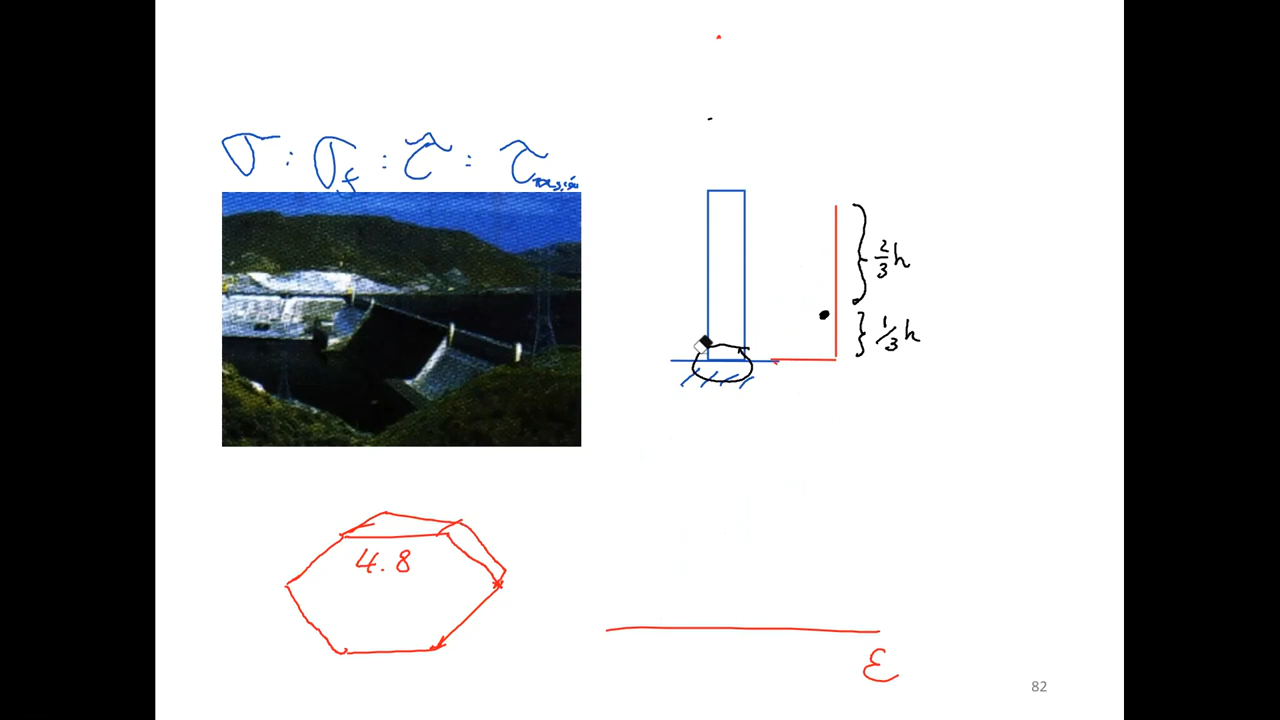 σ : σf : τ : τ
2/3 h
1/3 h
4.8
ε
82